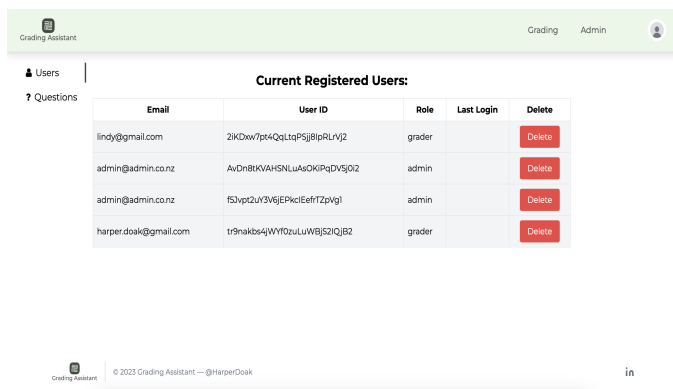 Grading Assistant
Grading Admin
Users
? Questions
Current Registered Users:
Email User ID Role Last Login Delete
lindy@gmail.com 2iKDxw7pt4QqLtqPSjj8IpRLrVj2 grader Delete
admin@admin.co.nz AvDn8tKVAHSNLuAsOKiPqDV5j0i2 admin Delete
admin@admin.co.nz f5Jvpt2uY3V6jEPkcIEefrTZpVg1 admin Delete
harper.doak@gmail.com tr9nakbs4jWYf0zuLuWBjS2IQjB2 grader Delete
Grading Assistant
© 2023 Grading Assistant — @HarperDoak
in